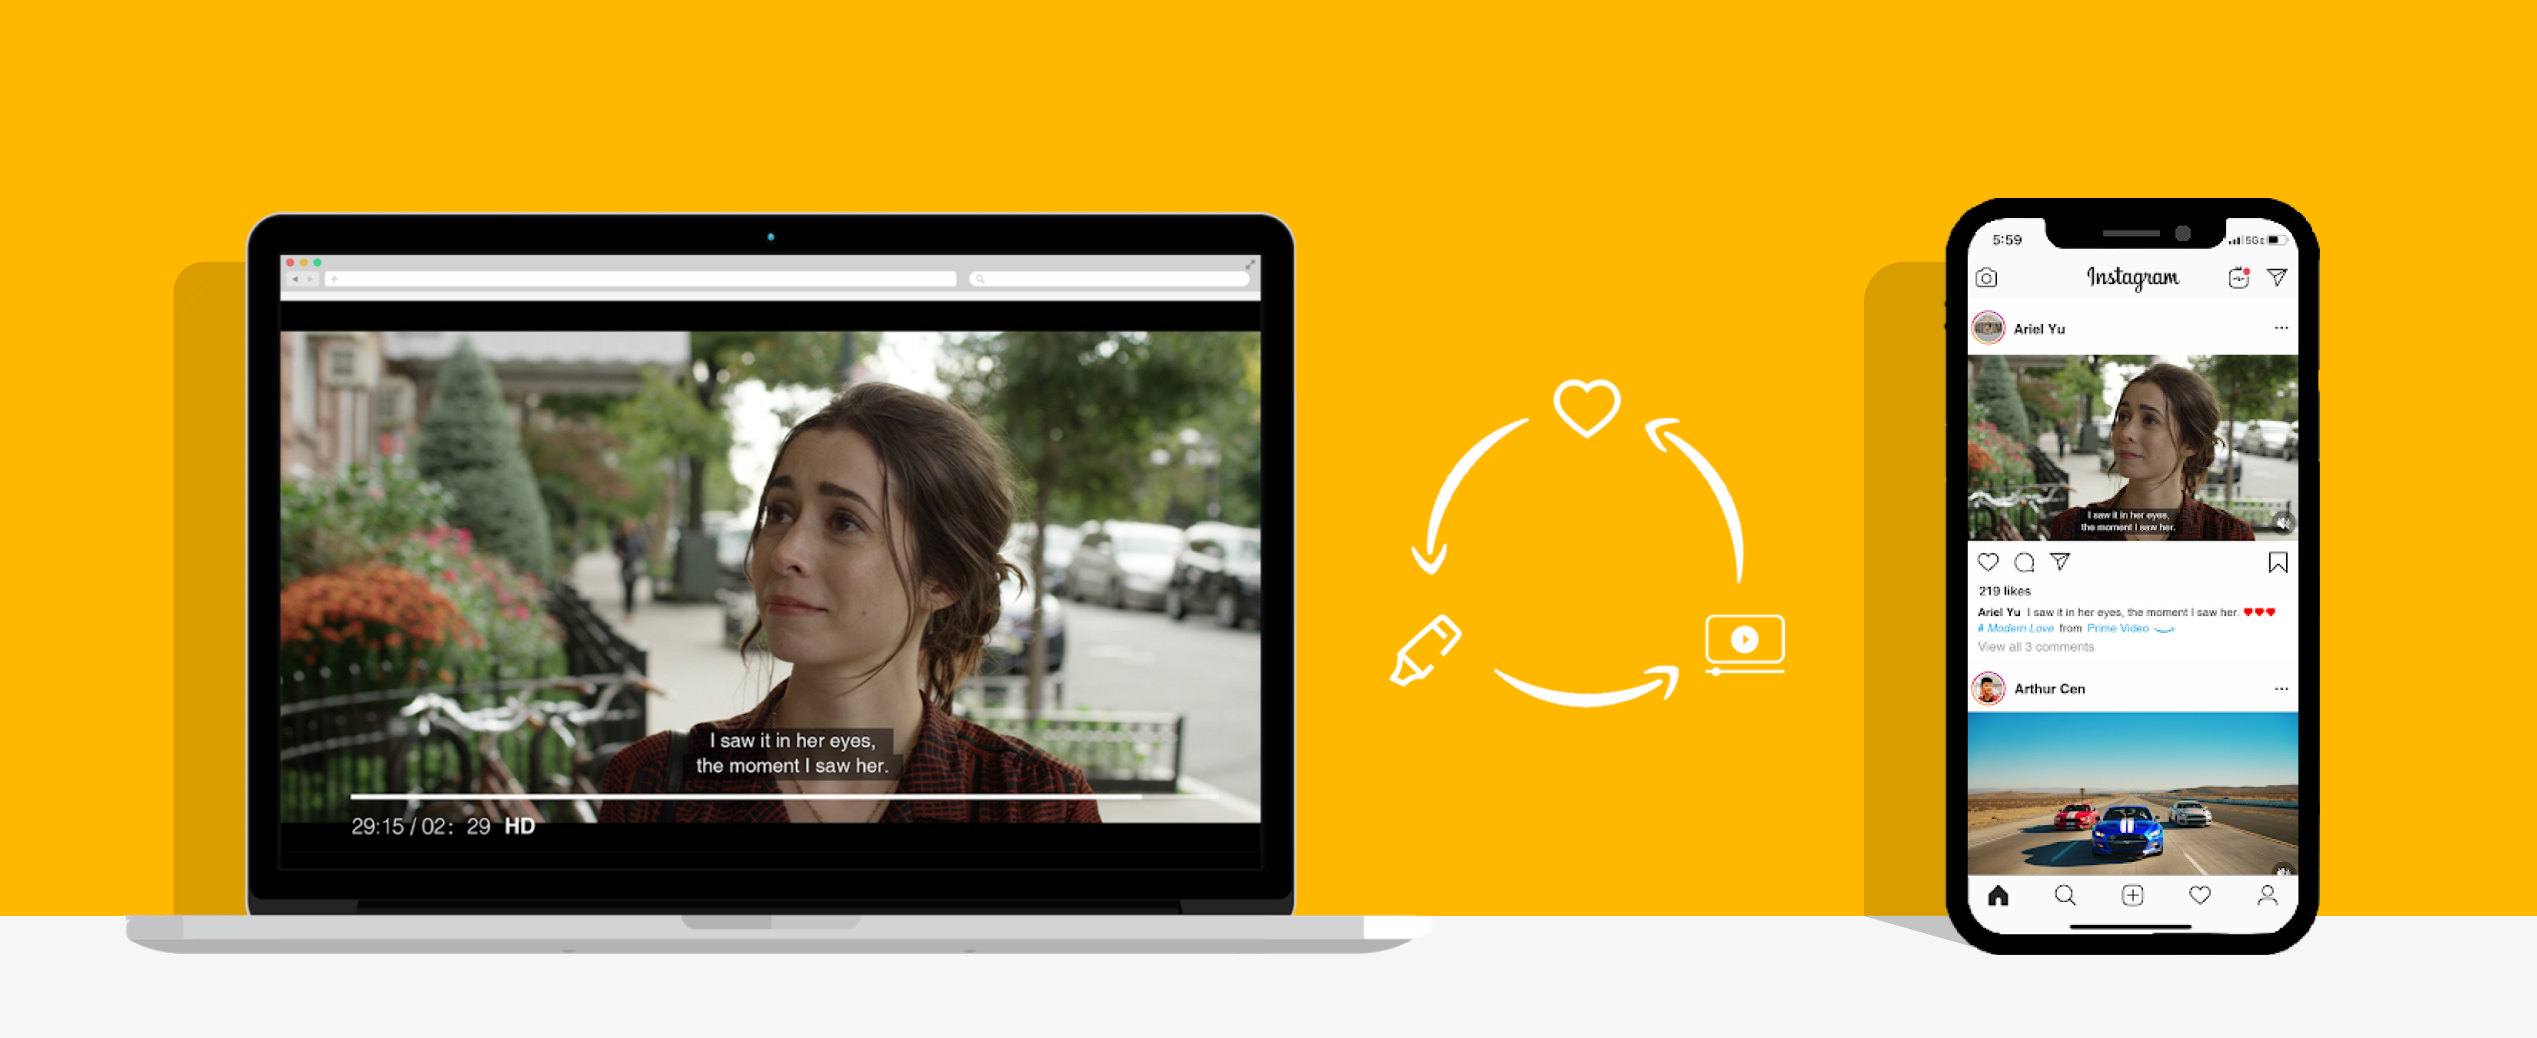 I saw it in her eyes,
the moment I saw her.
29:15 / 02: 29 HD
5:59
5G
Instagram
Ariel Yu
I saw it in her eyes,
the moment I saw her.
219 likes
Ariel Yu I saw it in her eyes, the moment I saw her. ♥♥♥
# Modern Love from Prime Video
View all 3 comments
Arthur Cen